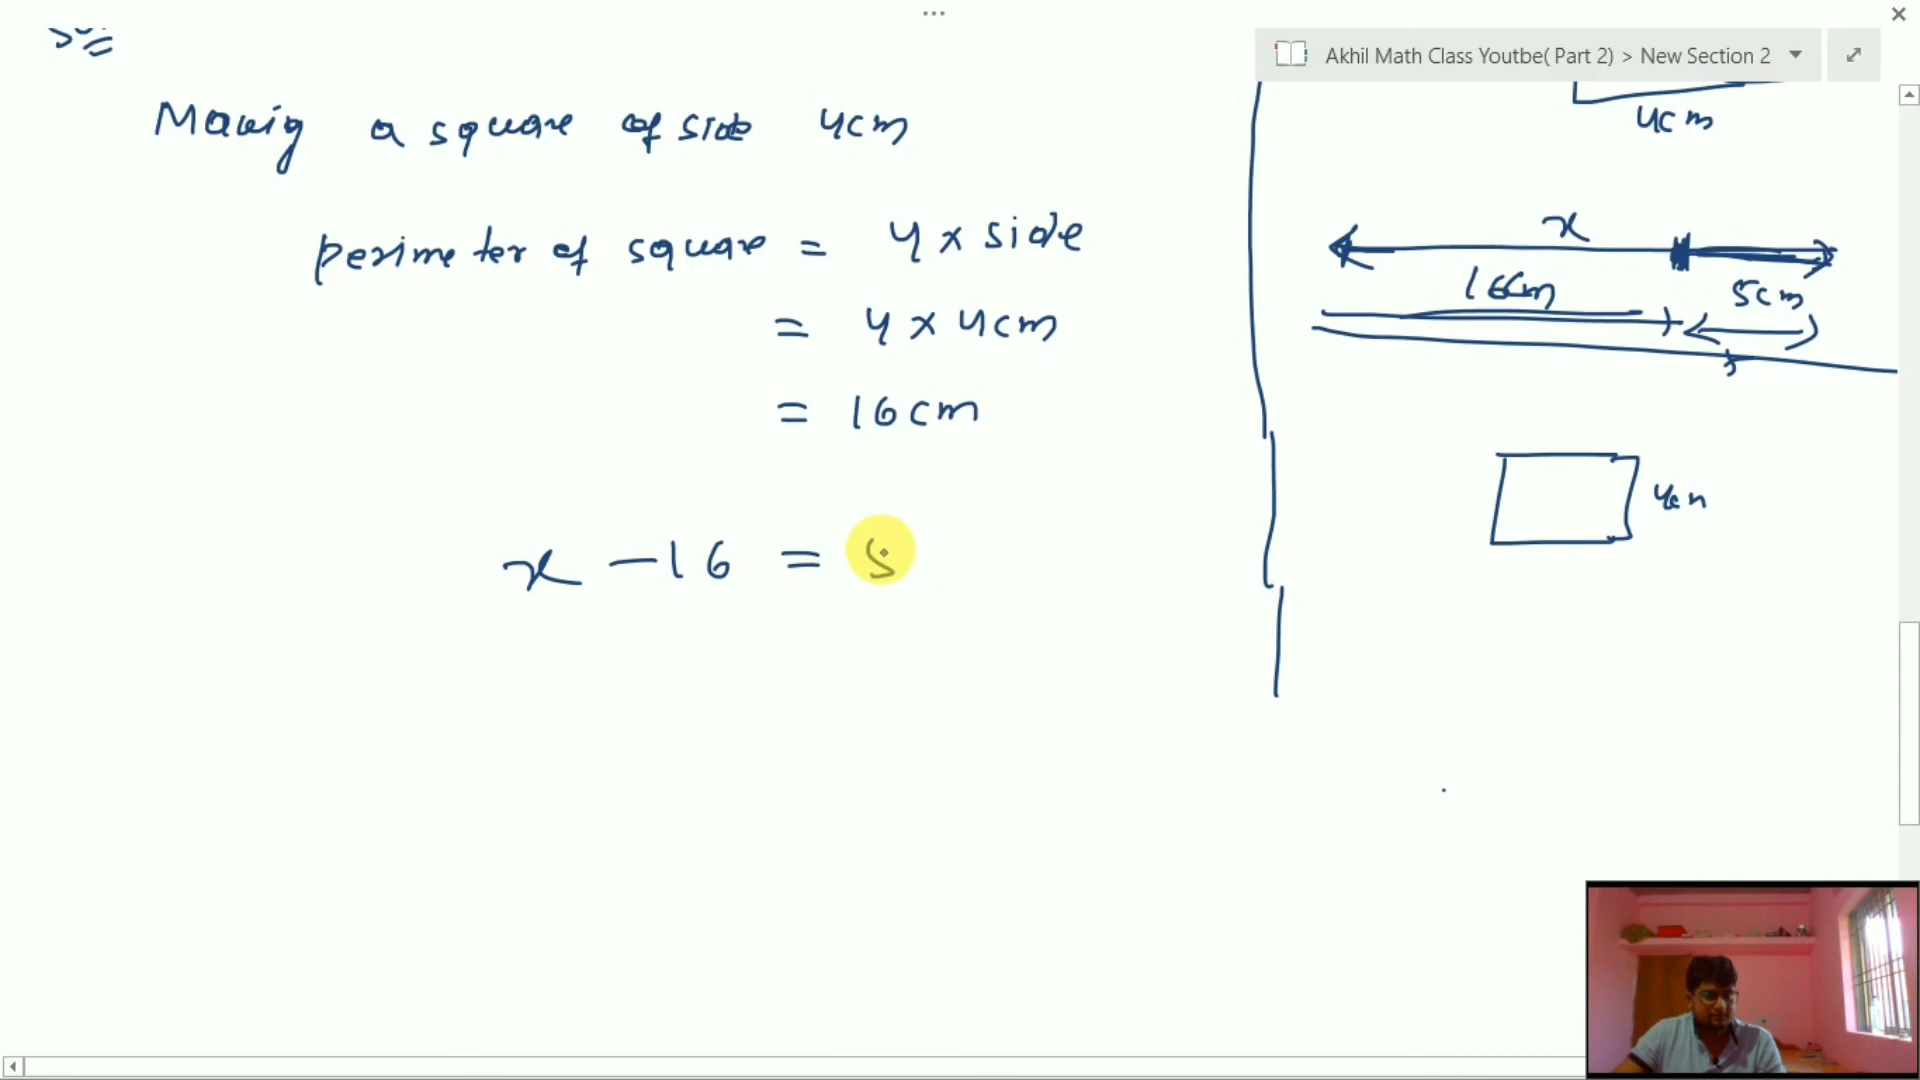 Akhil Math Class Youtbe( Part 2) > New Section 2
a square of side 4cm
perimeter of square = 4 × side
= 4 × 4cm
= 16cm
x - 16 = 5
4cm
x
16cm
5cm
4cm